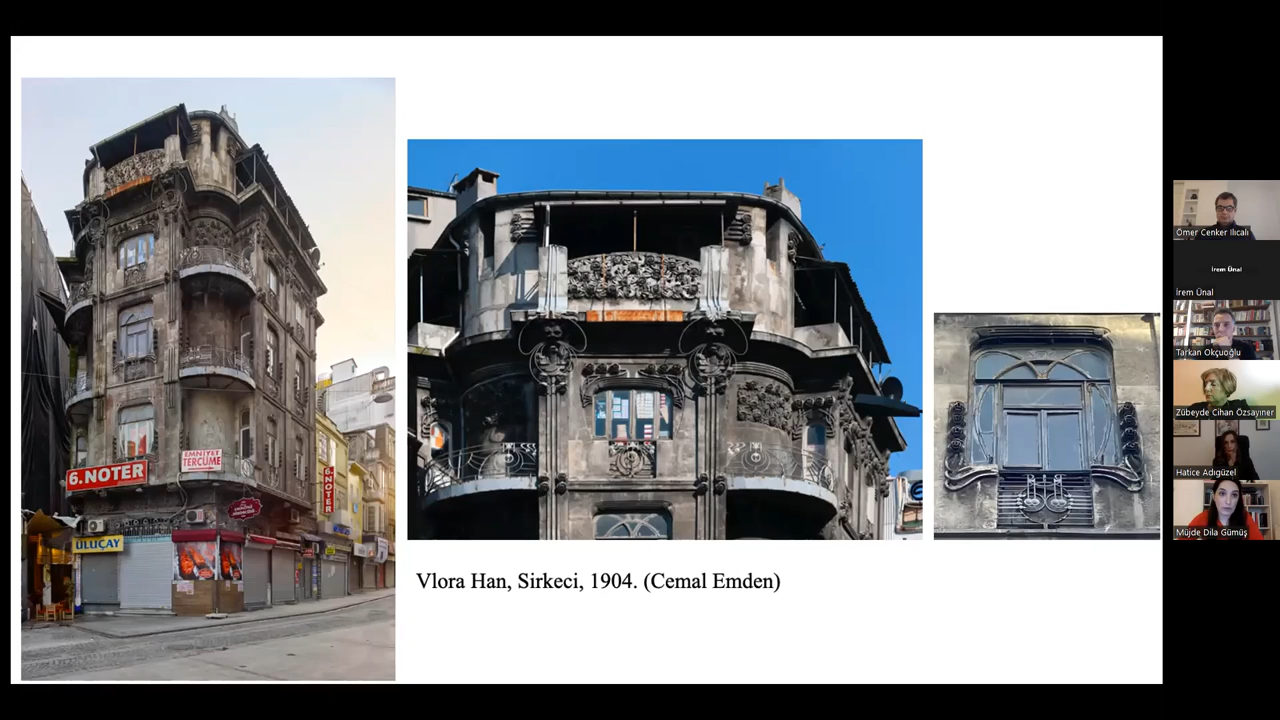 6.NOTER
EMNİYET
TERCÜME
6.NOTER
ULUÇAY
Vlora Han, Sirkeci, 1904. (Cemal Emden)
Ömer Cenker Ilıcalı
İrem Ünal
İrem Ünal
Tarkan Okçuoğlu
Zübeyde Cihan Özsayıner
Hatice Adıgüzel
Müjde Dila Gümüş